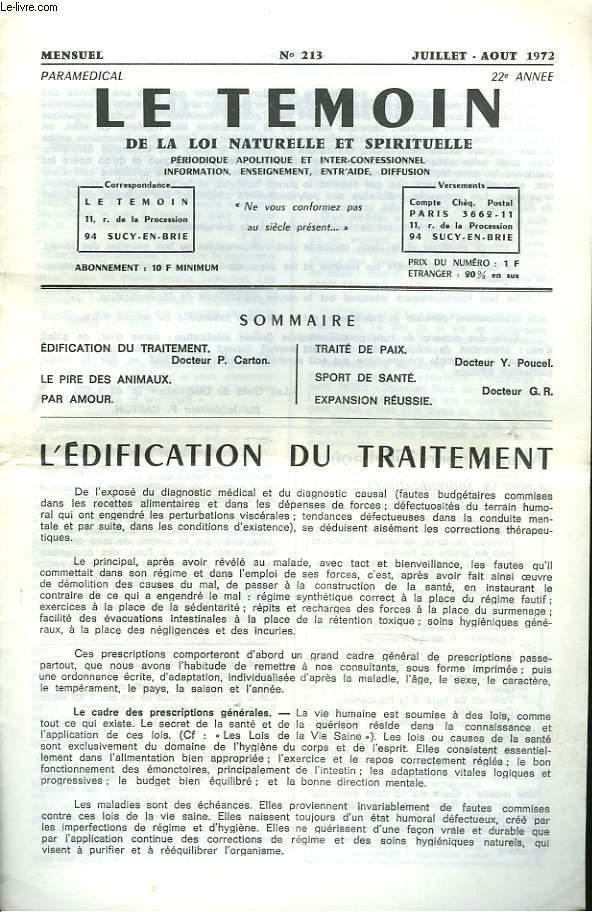 Le-livre.com
MENSUEL Nº 213 JUILLET - AOUT 1972
PARAMEDICAL 22e ANNEE
LE TEMOIN
DE LA LOI NATURELLE ET SPIRITUELLE
PÉRIODIQUE APOLITIQUE ET INTER-CONFESSIONNEL
INFORMATION, ENSEIGNEMENT, ENTR'AIDE, DIFFUSION
Correspondance
LE TEMOIN
11, r. de la Procession
94 SUCY-EN-BRIE
ABONNEMENT : 10 F MINIMUM
« Ne vous conformez pas
au siècle présent... »
Versements
Compte Chèq. Postal
PARIS 3662-11
11, r. de la Procession
94 SUCY-EN-BRIE
PRIX DU NUMÉRO : 1 F
ETRANGER : 20% en sus
SOMMAIRE
ÉDIFICATION DU TRAITEMENT.
Docteur P. Carton.
LE PIRE DES ANIMAUX.
PAR AMOUR.
TRAITÉ DE PAIX.
Docteur Y. Poucel.
SPORT DE SANTÉ.
Docteur G. R.
EXPANSION RÉUSSIE.
L'ÉDIFICATION DU TRAITEMENT
De l'exposé du diagnostic médical et du diagnostic causal (fautes budgétaires commises
dans les recettes alimentaires et dans les dépenses de forces ; défectuosités du terrain humo-
ral qui ont engendré les perturbations viscérales ; tendances défectueuses dans la conduite men-
tale et par suite, dans les conditions d'existence), se déduisent aisément les corrections thérapeu-
tiques.
Le principal, après avoir révélé au malade, avec tact et bienveillance, les fautes qu'il
commettait dans son régime et dans l'emploi de ses forces, c'est, après avoir fait ainsi œuvre
de démolition des causes du mal, de passer à la construction de la santé, en instaurant le
contraire de ce qui a engendré le mal : régime synthétique correct à la place du régime fautif ;
exercices à la place de la sédentarité ; répits et recharges des forces à la place du surmenage ;
facilité des évacuations intestinales à la place de la rétention toxique ; soins hygiéniques géné-
raux, à la place des négligences et des incuries.
Ces prescriptions comporteront d'abord un grand cadre général de prescriptions passe-
partout, que nous avons l'habitude de remettre à nos consultants, sous forme imprimée ; puis
une ordonnance écrite, d'adaptation, individualisée d'après la maladie, l'âge, le sexe, le caractère,
le tempérament, le pays, la saison et l'année.
Le cadre des prescriptions générales. — La vie humaine est soumise à des lois, comme
tout ce qui existe. Le secret de la santé et de la guérison réside dans la connaissance et
l'application de ces lois. (Cf : « Les Lois de la Vie Saine »). Les lois ou causes de la santé
sont exclusivement du domaine de l'hygiène du corps et de l'esprit. Elles consistent essentiel-
lement dans l'alimentation bien appropriée ; l'exercice et le repos correctement réglés ; le bon
fonctionnement des émonctoires, principalement de l'intestin ; les adaptations vitales logiques et
progressives ; le budget bien équilibré ; et la bonne direction mentale.
Les maladies sont des échéances. Elles proviennent invariablement de fautes commises
contre ces lois de la vie saine. Elles naissent toujours d'un état humoral défectueux, créé par
les imperfections de régime et d'hygiène. Elles ne guérissent d'une façon vraie et durable que
par l'application continue des corrections de régime et des soins hygiéniques naturels, qui
visent à purifier et à rééquilibrer l'organisme.